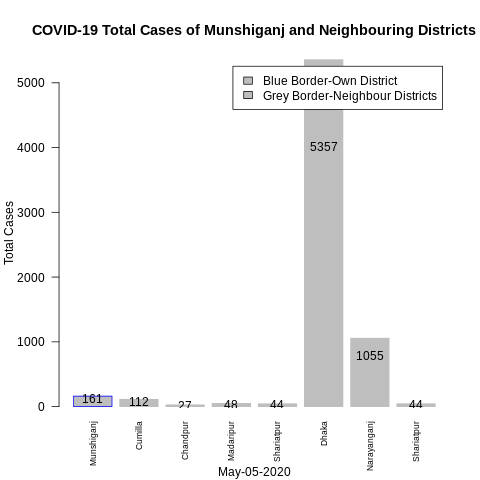 COVID-19 Total Cases of Munshiganj and Neighbouring Districts
Blue Border-Own District
Grey Border-Neighbour Districts
Total Cases
5000
4000
3000
2000
1000
0
161
112
27
48
44
5357
1055
44
Munshiganj
Cumilla
Chandpur
Madaripur
Shariatpur
Dhaka
Narayanganj
Shariatpur
May-05-2020